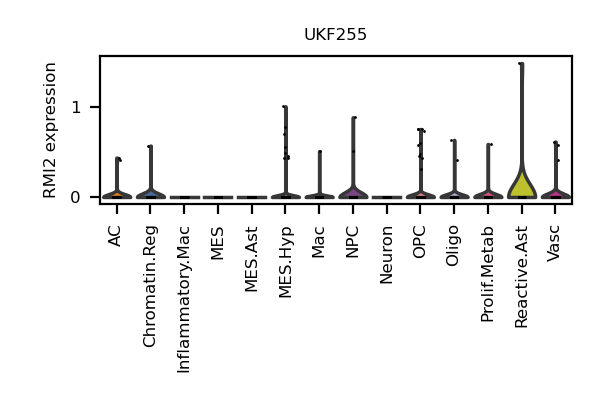 UKF255
RMI2 expression
1
0
AC
Chromatin.Reg
Inflammatory.Mac
MES
MES.Ast
MES.Hyp
Mac
NPC
Neuron
OPC
Oligo
Prolif.Metab
Reactive.Ast
Vasc